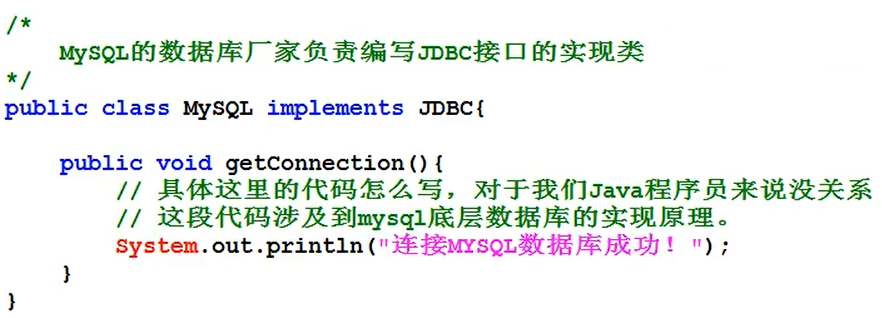 /*
    MySQL的数据库厂家负责编写JDBC接口的实现类
*/
public class MySQL implements JDBC{

    public void getConnection(){
        // 具体这里的代码怎么写，对于我们Java程序员来说没关系
        // 这段代码涉及到mysql底层数据库的实现原理。
        System.out.println("连接MYSQL数据库成功！");
    }
}